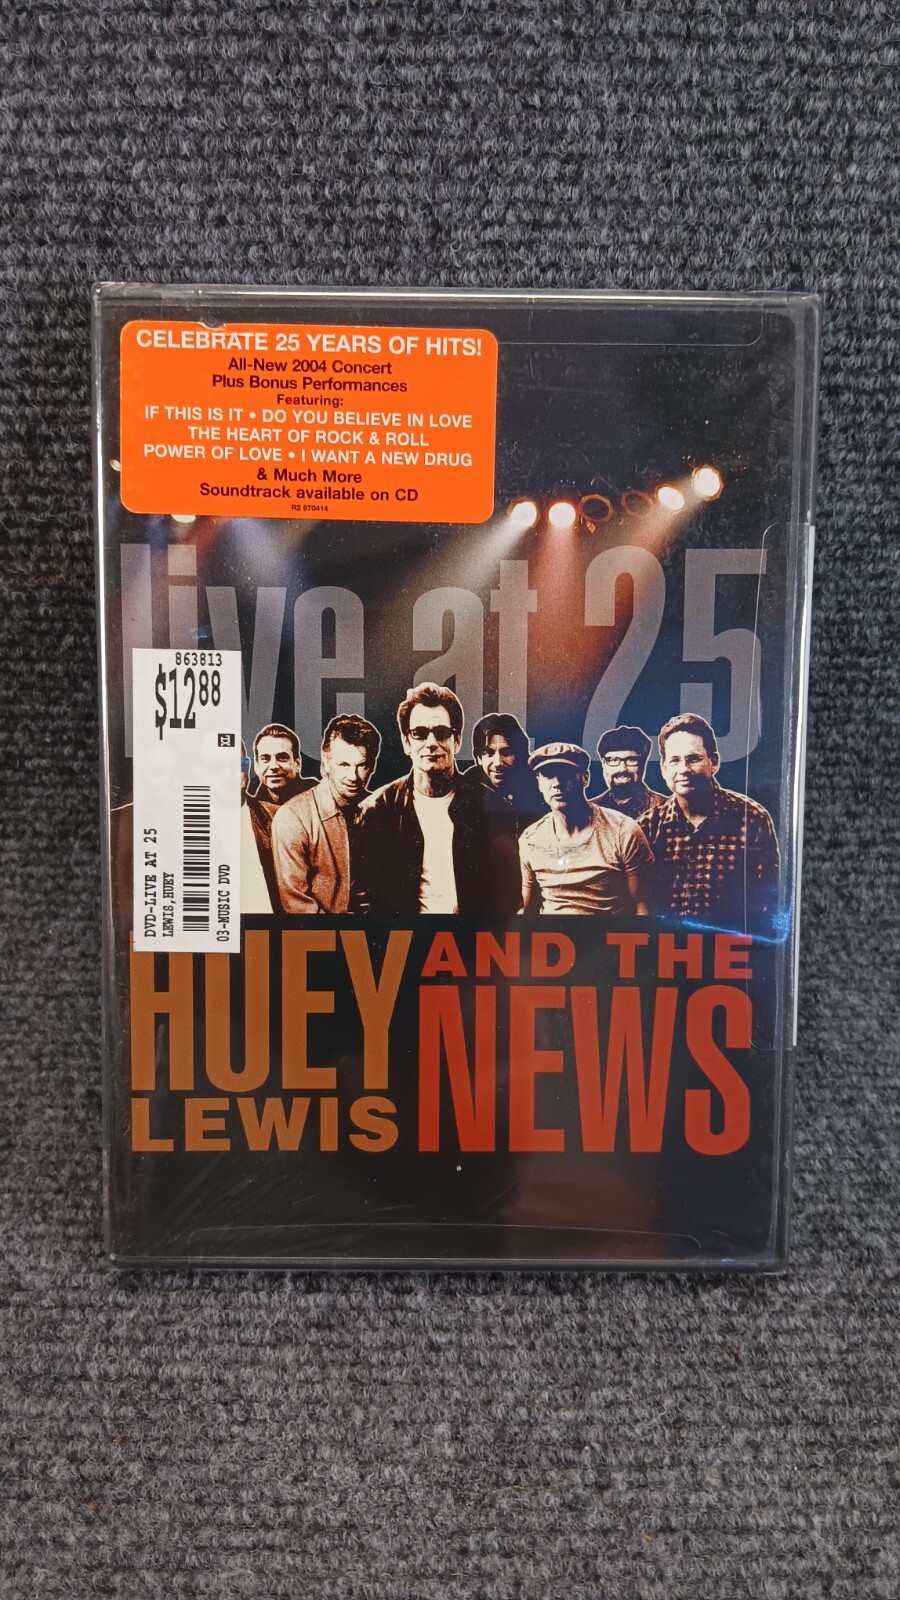 CELEBRATE 25 YEARS OF HITS!
All-New 2004 Concert
Plus Bonus Performances
Featuring:
IF THIS IS IT • DO YOU BELIEVE IN LOVE
THE HEART OF ROCK & ROLL
POWER OF LOVE • I WANT A NEW DRUG
& Much More
Soundtrack available on CD
R2 970414
live at 25
863813
$12.88
XL
DVD-LIVE AT 25
LEWIS,HUEY
03-MUSIC DVD
HUEY
LEWIS
AND THE
NEWS